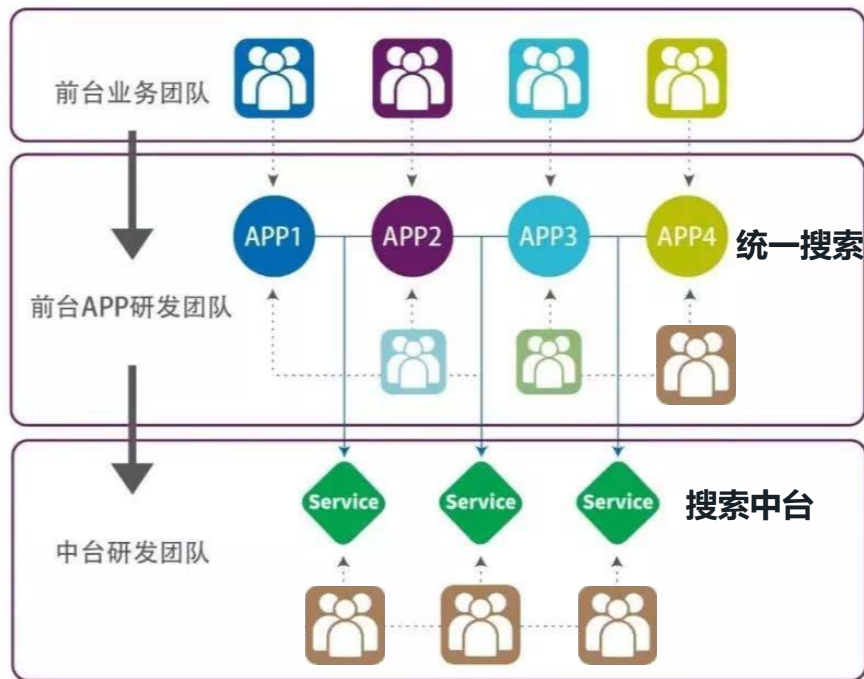 前台业务团队
APP1
APP2
APP3
APP4
统一搜索
前台APP研发团队
Service
Service
Service
搜索中台
中台研发团队